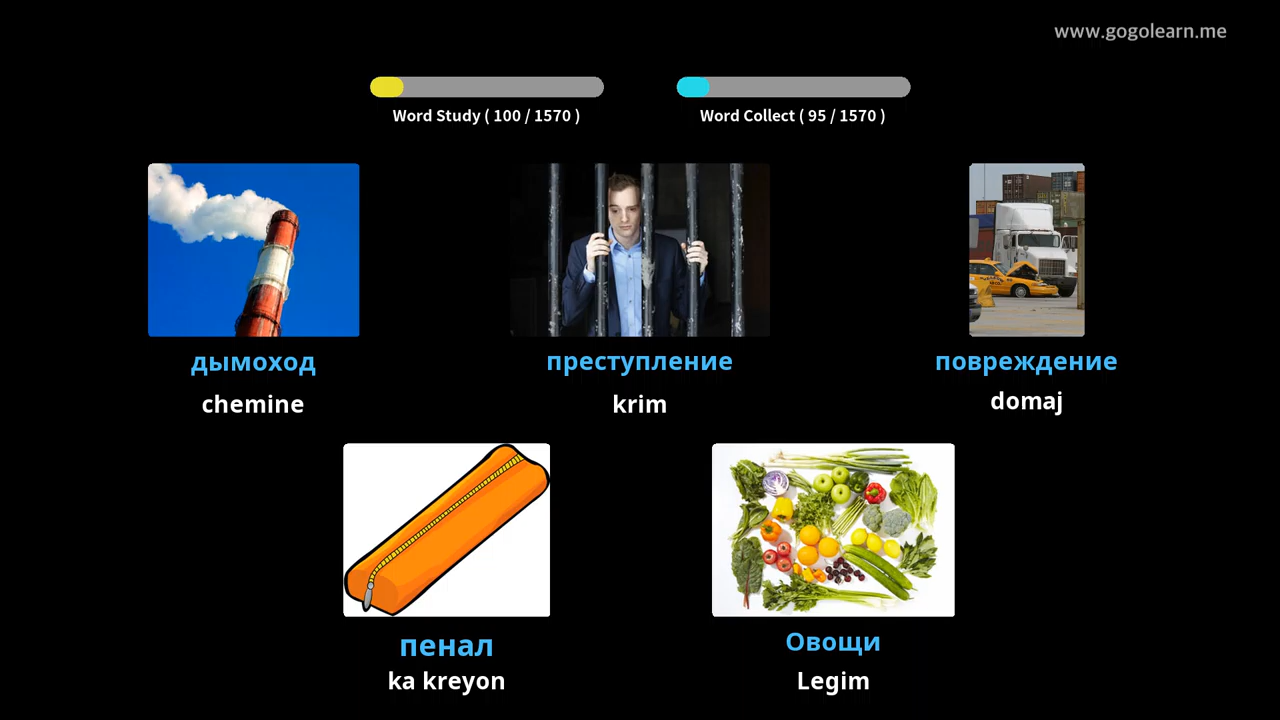 www.gogolearn.me
Word Study ( 100 / 1570 )
Word Collect ( 95 / 1570 )
дымоход
преступление
повреждение
chemine
krim
domaj
пенал
Овощи
ka kreyon
Legim